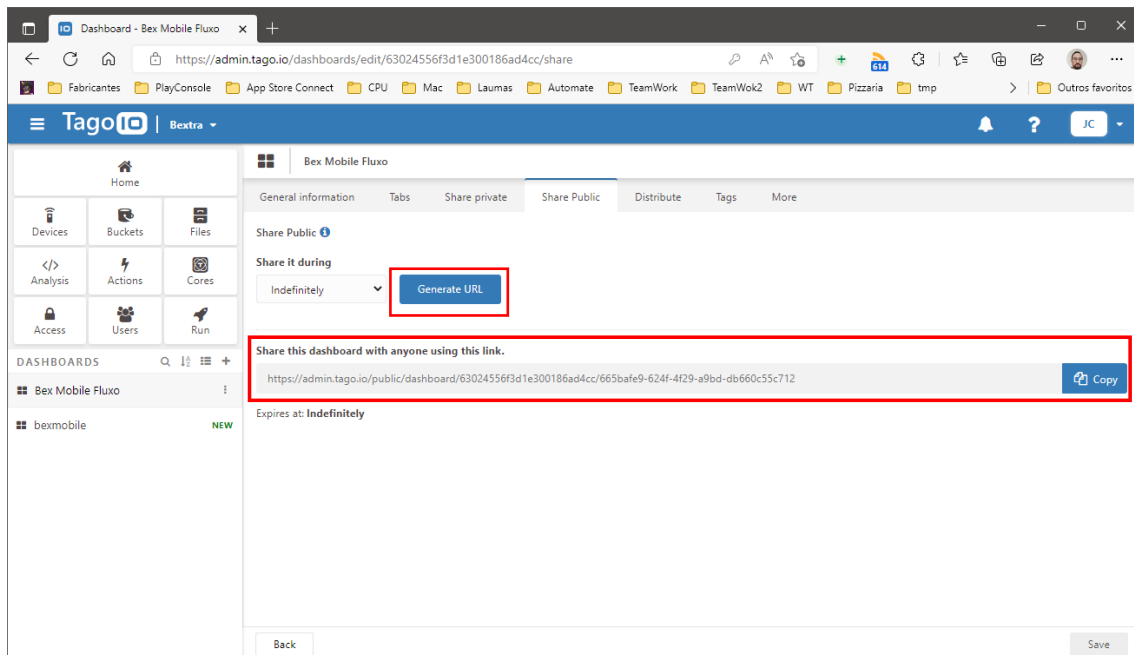 Dashboard - Bex Mobile Fluxo
https://admin.tago.io/dashboards/edit/63024556f3d1e300186ad4cc/share
614
Fabricantes PlayConsole App Store Connect CPU Mac Laumas Automate TeamWork TeamWok2 WT Pizzaria tmp Outros favoritos
TagoIO | Bextra
? JC
Home
Devices Buckets Files
Analysis Actions Cores
Access Users Run
DASHBOARDS
Bex Mobile Fluxo
bexmobile NEW
Bex Mobile Fluxo
General information Tabs Share private Share Public Distribute Tags More
Share Public
Share it during
Indefinitely Generate URL
Share this dashboard with anyone using this link.
https://admin.tago.io/public/dashboard/63024556f3d1e300186ad4cc/665bafe9-624f-4f29-a9bd-db660c55c712 Copy
Expires at: Indefinitely
Back Save